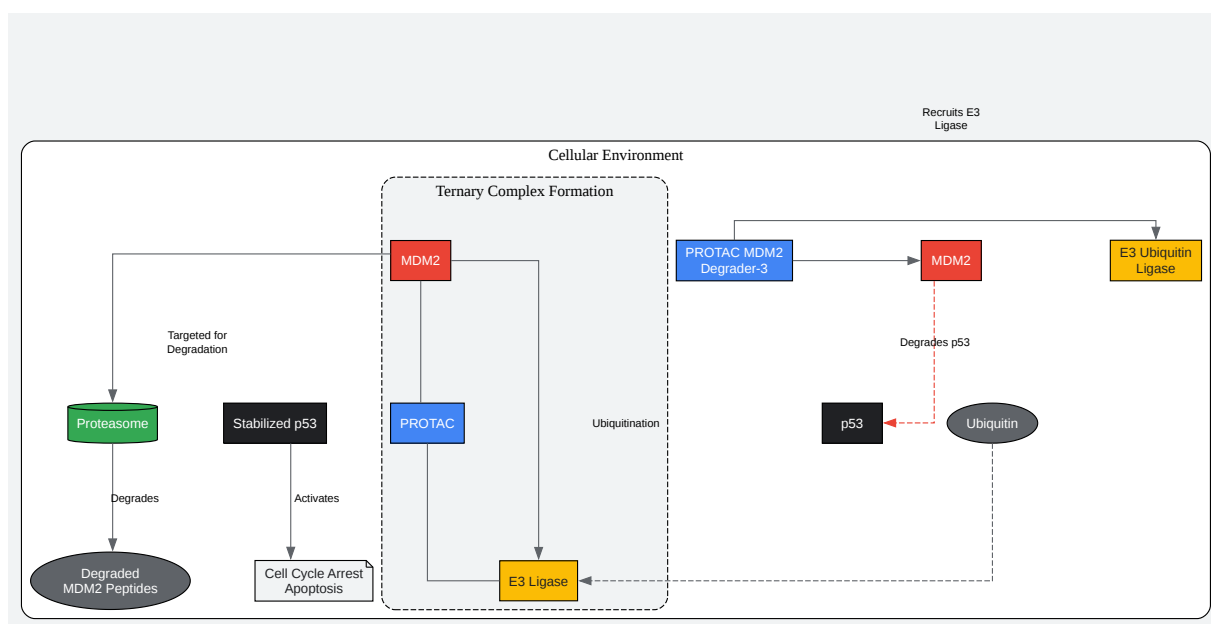 Recruits E3
Ligase
Cellular Environment
Ternary Complex Formation
MDM2
PROTAC MDM2
Degrader-3
MDM2
E3 Ubiquitin
Ligase
Targeted for
Degradation
Degrades p53
Proteasome
Stabilized p53
PROTAC
Ubiquitination
p53
Ubiquitin
Degrades
Activates
Degraded
MDM2 Peptides
Cell Cycle Arrest
Apoptosis
E3 Ligase